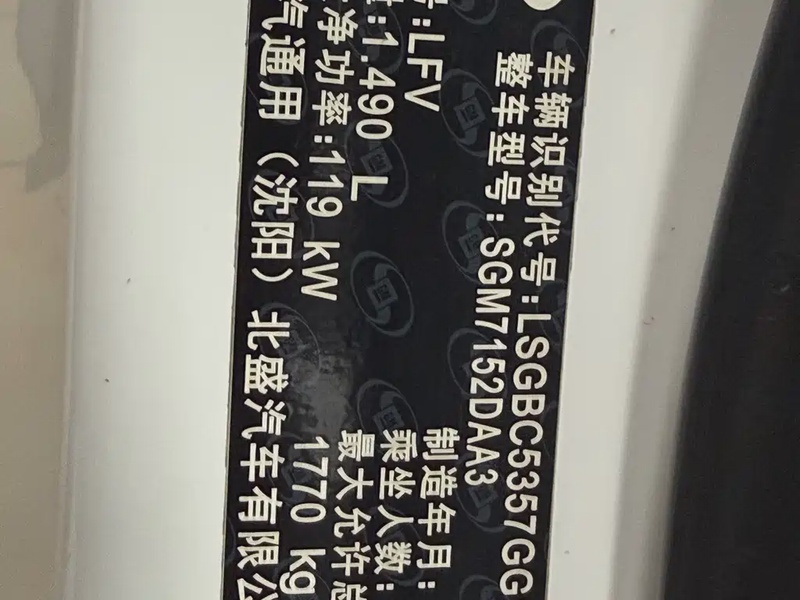 车辆识别代号:LSGBC5357GG
整车型号:SGM7152DAA3
号:LFV 制造年月:
:1.490 L 乘坐人数:
净功率:119 kW 最大允许总
1770 kg
汽通用(沈阳)北盛汽车有限公